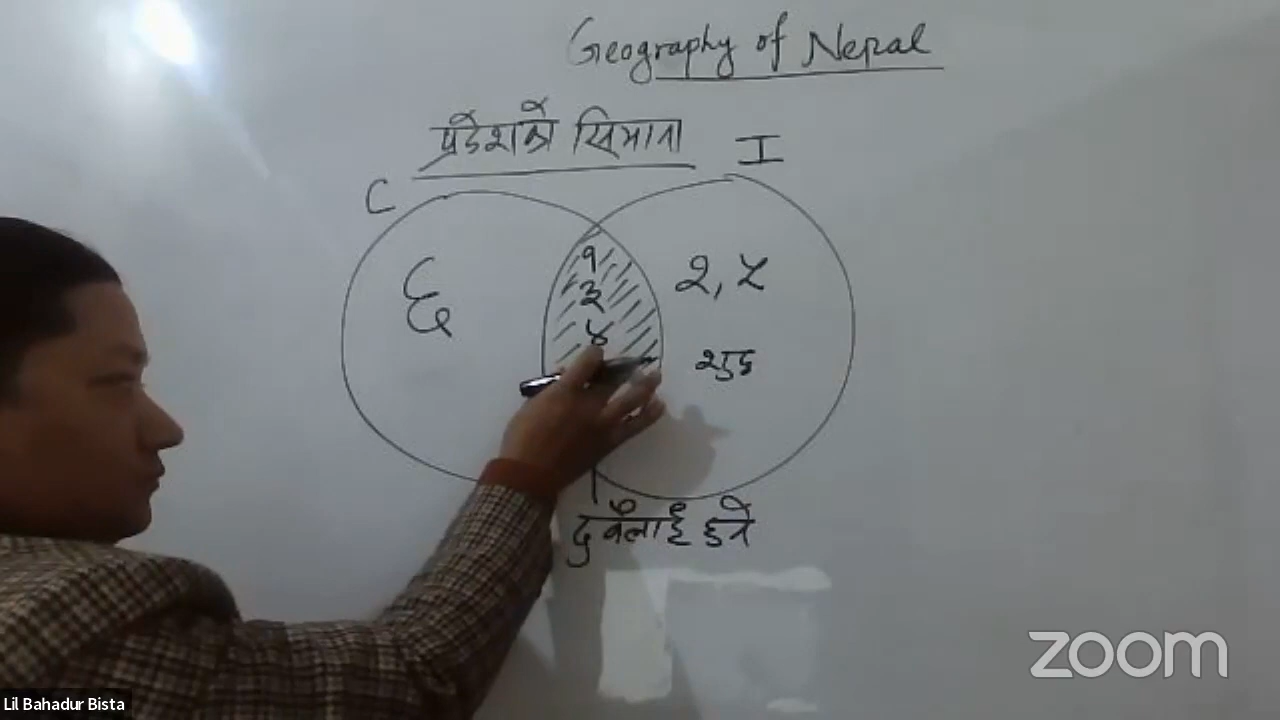 Geography of Nepal
प्रदेशको सिमाना
C
I
६
१
३
४
२, ५
शुद्ध
दुवैलाई छुने
zoom
Lil Bahadur Bista